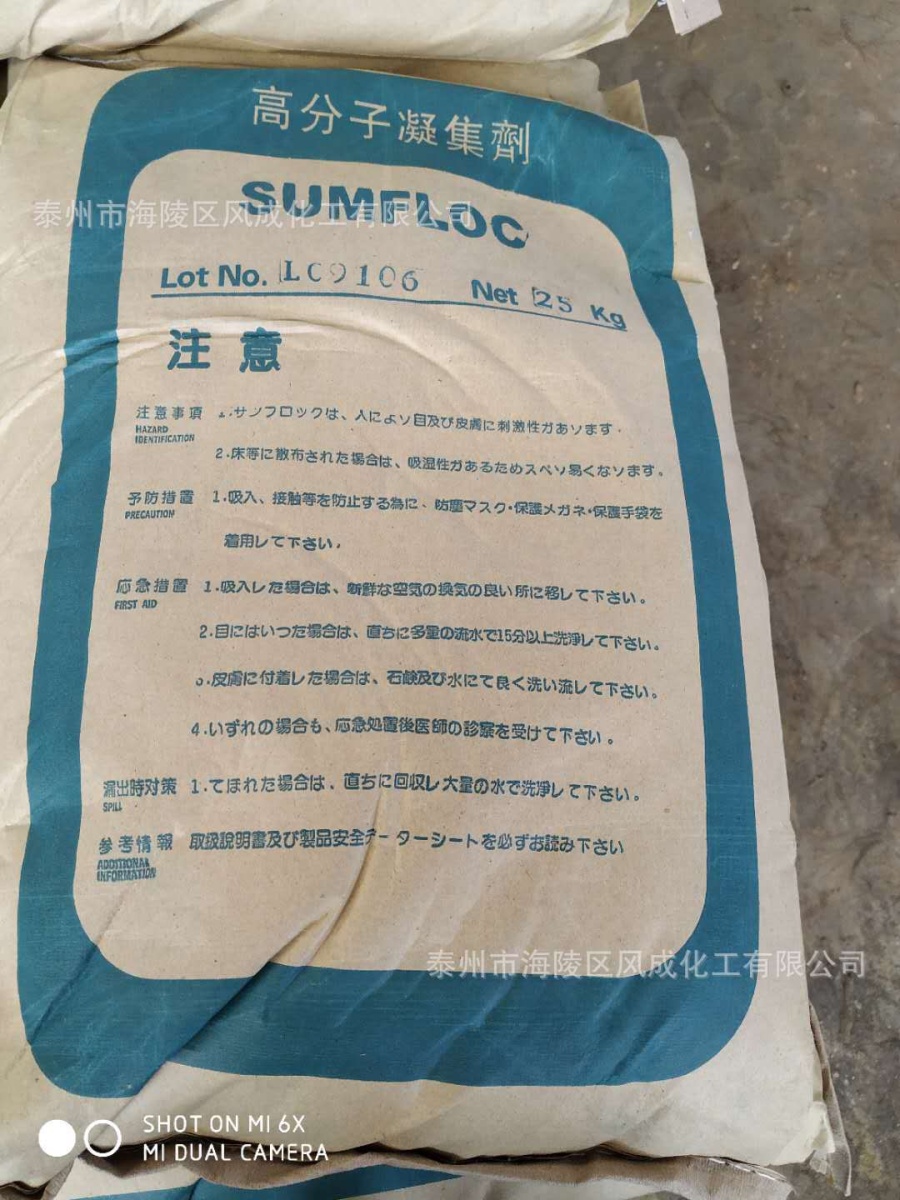 高分子凝集劑
SUMFLOC
泰州市海陵区风成化工有限公司
Lot No. LC9106 Net 25 Kg
注意
注意事項 1.サンフロックは、人によソ目及び皮膚に刺激性があソます.
HAZARD
IDENTIFICATION
2.床等に散布された場合は、吸湿性があるためスペソ易くなソます。
予防措置 1.吸入、接触等を防止する為に、防塵マスク・保護メガネ・保護手袋を
PRECAUTION
着用して下さい.
応急措置 1.吸入した場合は、新鮮な空気の換気の良い所に移して下さい。
FIRST AID
2.目にはいつた場合は、直ちに多量の流水で15分以上洗淨して下さい。
3.皮膚に付着した場合は、石鹸及び水にて良く洗い流して下さい。
4.いずれの場合も、応急処置後医師の診察を受けて下さい。
漏出時対策 1.てほれた場合は、直ちに回収し大量の水で洗淨して下さい。
SPILL
参考情報 取扱說明書及び製品安全データーシートを必ずお読み下さい
ADDITIONAL
INFORMATION
泰州市海陵区风成化工有限公司
SHOT ON MI 6X
MI DUAL CAMERA